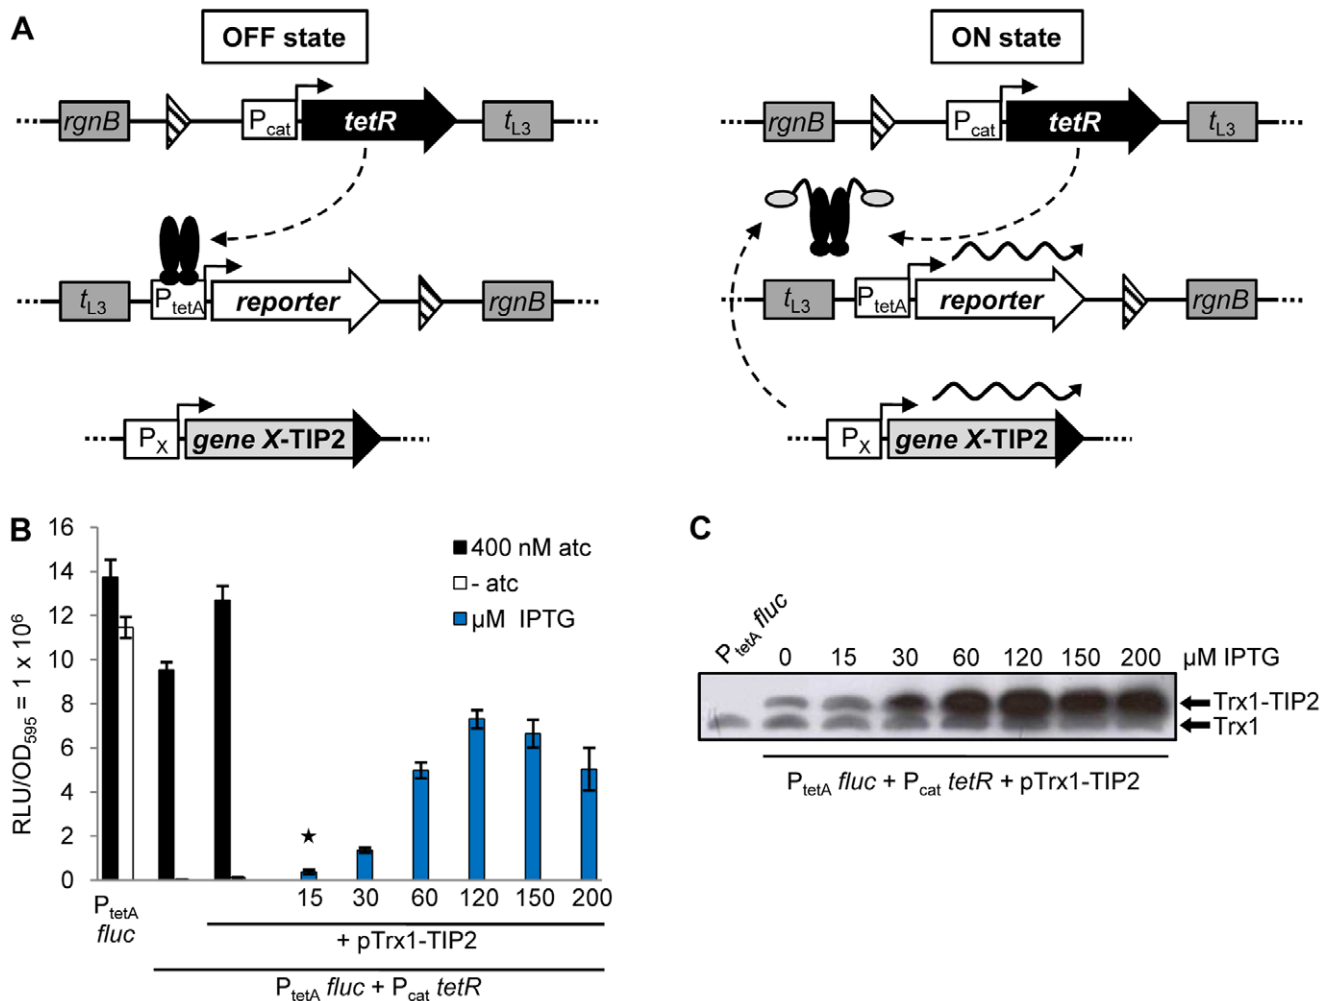 A
OFF state
ON state
rgnB
Pcat
tetR
tL3
rgnB
Pcat
tetR
tL3
tL3
PtetA
reporter
rgnB
tL3
PtetA
reporter
rgnB
PX
gene X-TIP2
PX
gene X-TIP2
B
16
14
12
10
8
6
4
2
0
RLU/OD595 = 1 x 10^6
400 nM atc
- atc
µM IPTG
★
15 30 60 120 150 200
PtetA
fluc
+ pTrx1-TIP2
PtetA fluc + Pcat tetR
C
PtetA fluc
0 15 30 60 120 150 200 µM IPTG
Trx1-TIP2
Trx1
PtetA fluc + Pcat tetR + pTrx1-TIP2